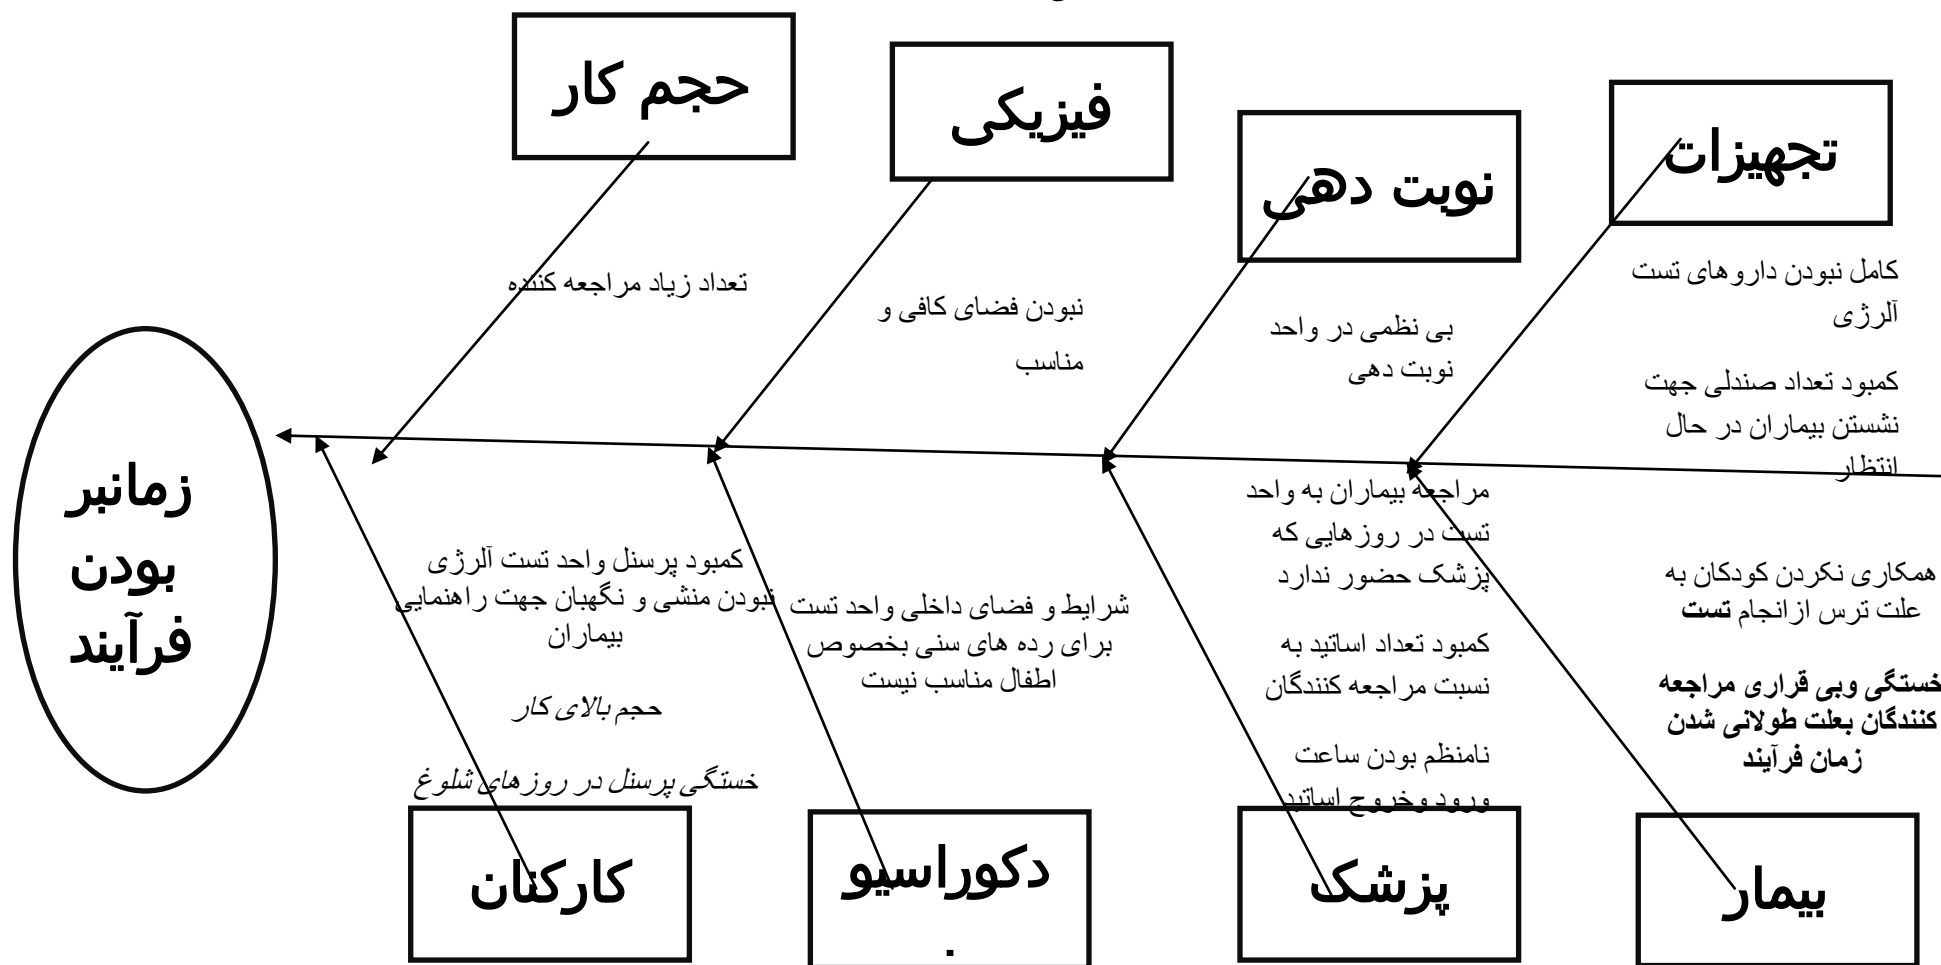 حجم کار
فیزیکی
نوبت دهی
تجهیزات
تعداد زیاد مراجعه کننده
نبودن فضای کافی و
مناسب
بی نظمی در واحد
نوبت دهی
کامل نبودن داروهای تست
آلرژی
کمبود تعداد صندلی جهت
نشستن بیماران در حال
انتظار
زمانبر
بودن
فرآیند
کمبود پرسنل واحد تست آلرژی
نبودن منشی و نگهبان جهت راهنمایی
بیماران
حجم بالای کار
خستگی پرسنل در روزهای شلوغ
شرایط و فضای داخلی واحد تست
برای رده های سنی بخصوص
اطفال مناسب نیست
مراجعه بیماران به واحد
تست در روزهایی که
پزشک حضور ندارد
کمبود تعداد اساتید به
نسبت مراجعه کنندگان
نامنظم بودن ساعت
ورود وخروج اساتید
همکاری نکردن کودکان به
علت ترس ازانجام تست
خستگی وبی قراری مراجعه
کنندگان بعلت طولانی شدن
زمان فرآیند
کارکنان
دکوراسیو
پزشک
بیمار